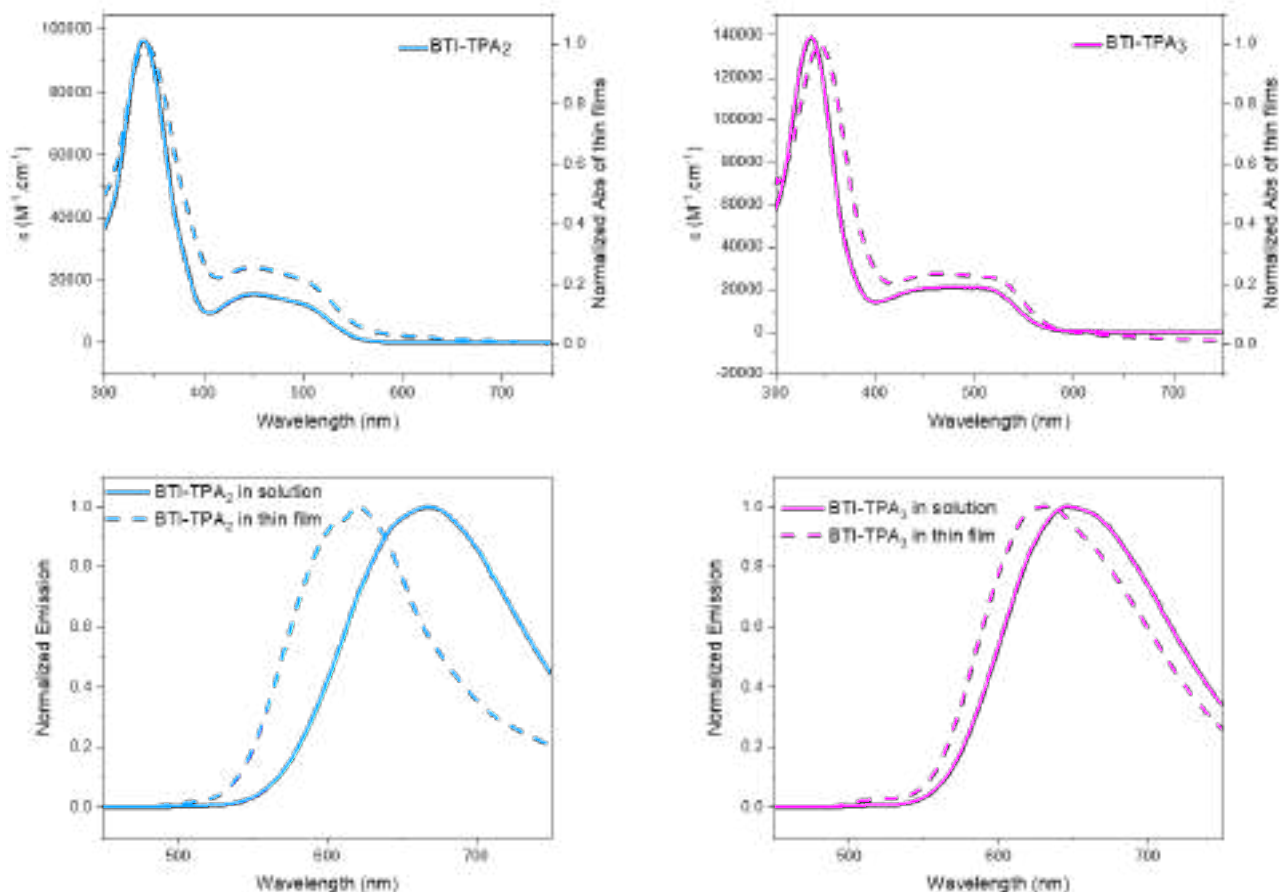 100000
80000
60000
40000
20000
0
ε (M⁻¹.cm⁻¹)
BTI-TPA₂
1.0
0.8
0.6
0.4
0.2
0.0
Normalized Abs of thin films
300 400 500 600 700
Wavelength (nm)
140000
120000
100000
80000
60000
40000
20000
0
-20000
ε (M⁻¹.cm⁻¹)
BTI-TPA₃
1.0
0.8
0.6
0.4
0.2
0.0
Normalized Abs of thin films
300 400 500 600 700
Wavelength (nm)
BTI-TPA₂ in solution
BTI-TPA₂ in thin film
1.0
0.8
0.6
0.4
0.2
0.0
Normalized Emission
500 600 700
Wavelength (nm)
BTI-TPA₃ in solution
BTI-TPA₃ in thin film
1.0
0.8
0.6
0.4
0.2
0.0
Normalized Emission
500 600 700
Wavelength (nm)